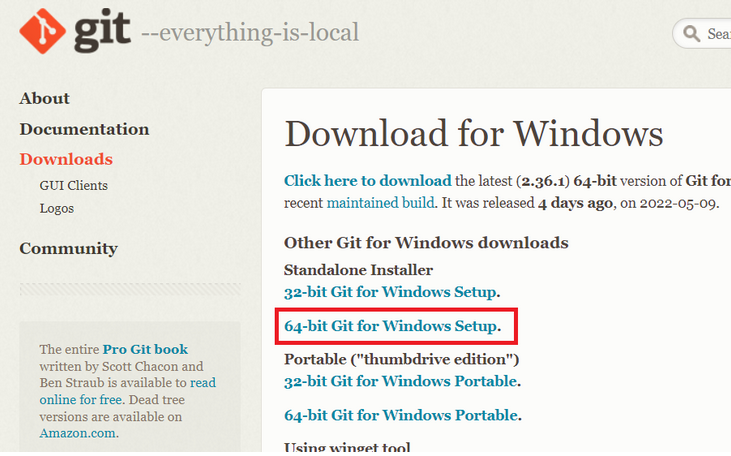 git --everything-is-local
Sea
About
Documentation
Downloads
GUI Clients
Logos
Community
The entire Pro Git book
written by Scott Chacon and
Ben Straub is available to read
online for free. Dead tree
versions are available on
Amazon.com.
Download for Windows
Click here to download the latest (2.36.1) 64-bit version of Git for
recent maintained build. It was released 4 days ago, on 2022-05-09.
Other Git for Windows downloads
Standalone Installer
32-bit Git for Windows Setup.
64-bit Git for Windows Setup.
Portable ("thumbdrive edition")
32-bit Git for Windows Portable.
64-bit Git for Windows Portable.
Using winget tool